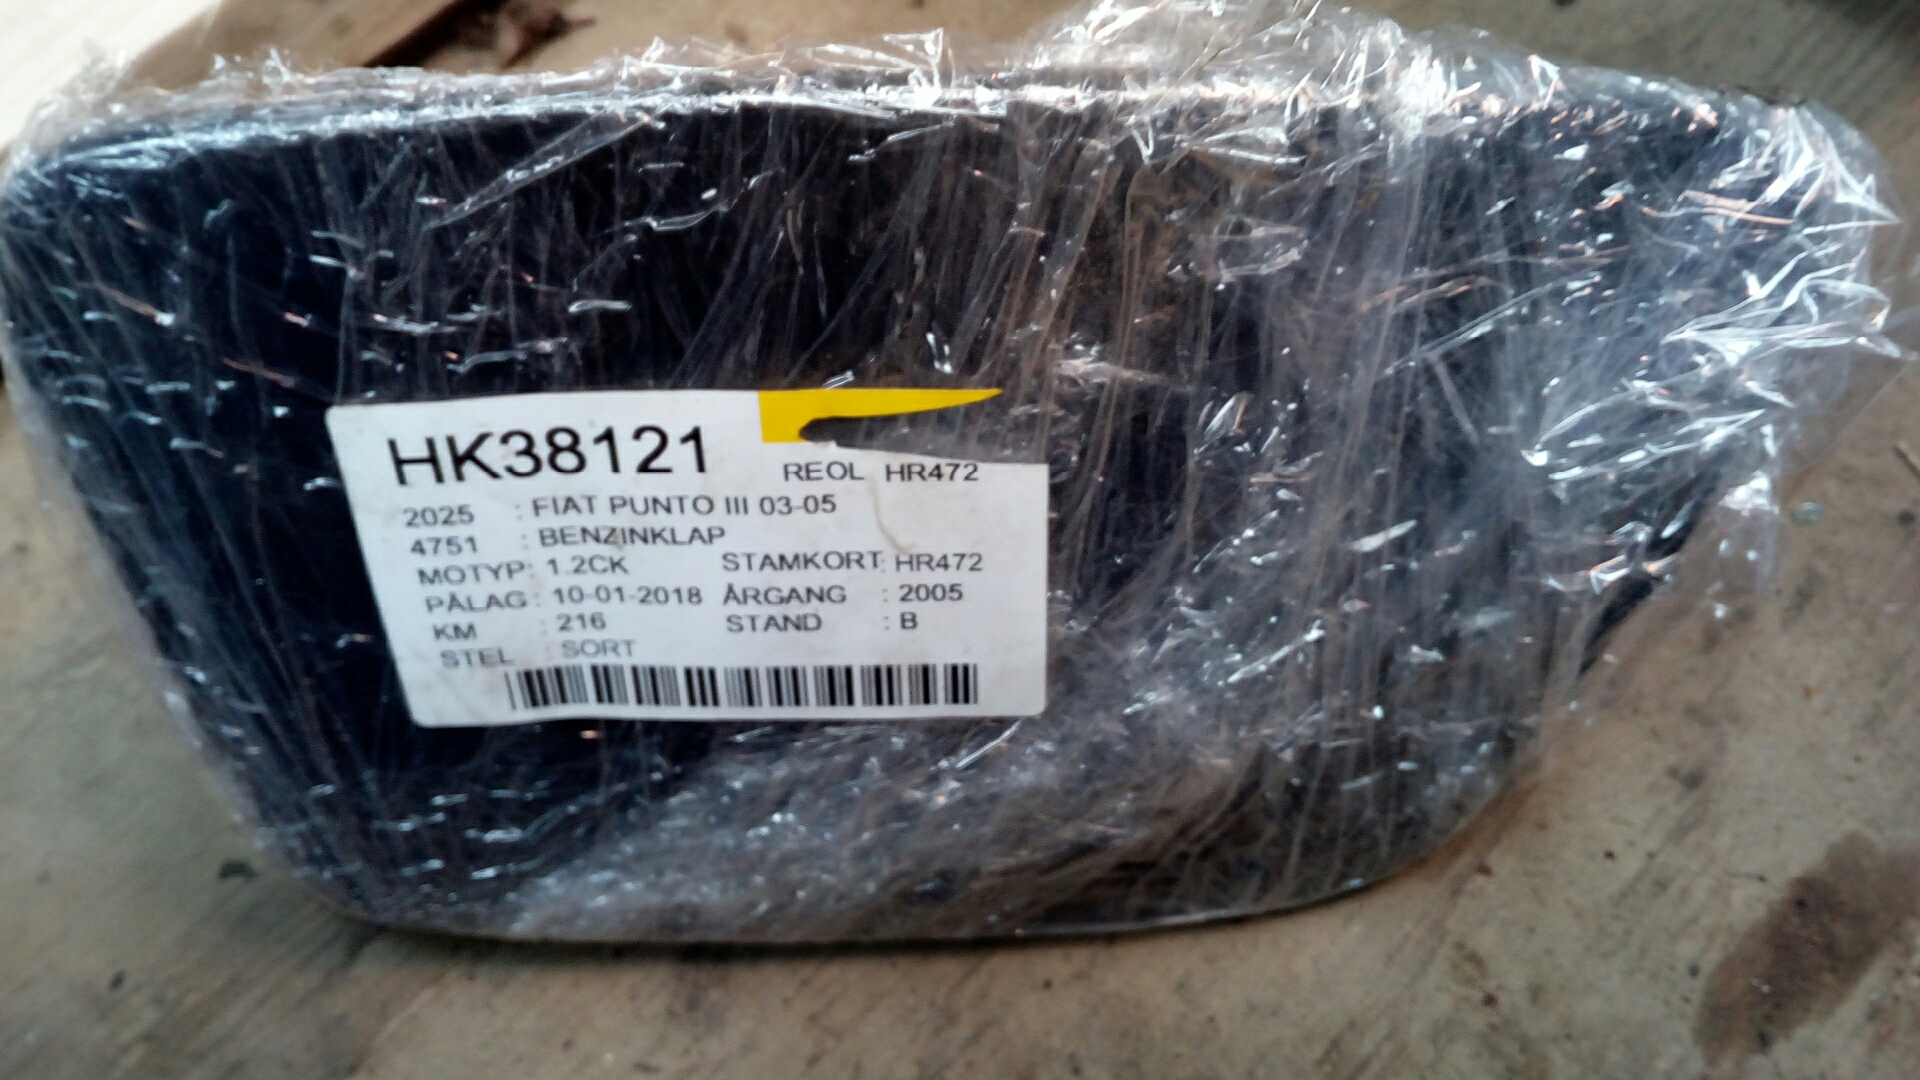 HK38121
REOL HR472
2025 : FIAT PUNTO III 03-05
4751 : BENZINKLAP
MOTYP : 1.2CK STAMKORT : HR472
PÅLAG : 10-01-2018 ÅRGANG : 2005
KM : 216 STAND : B
STEL : SORT